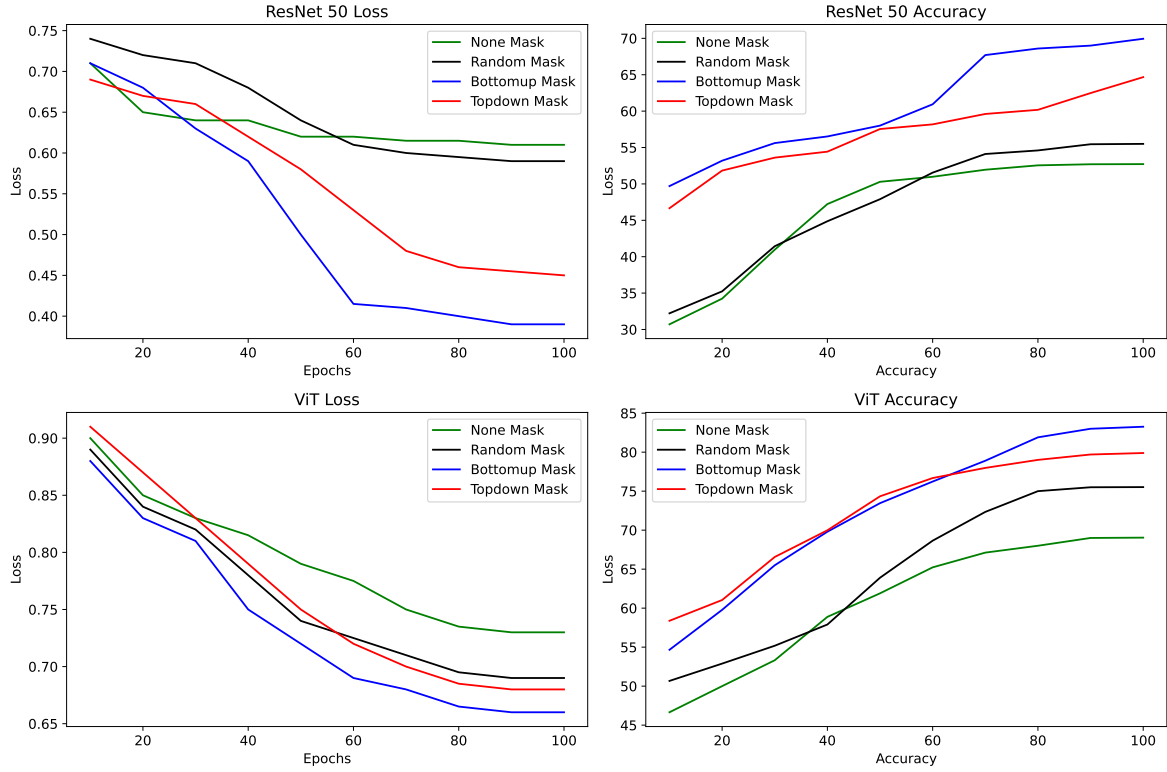 ResNet 50 Loss
0.75
0.70
0.65
0.60
0.55
0.50
0.45
0.40
Loss
20
40
60
80
100
Epochs
None Mask
Random Mask
Bottomup Mask
Topdown Mask
ResNet 50 Accuracy
70
65
60
55
50
45
40
35
30
Loss
20
40
60
80
100
Accuracy
None Mask
Random Mask
Bottomup Mask
Topdown Mask
ViT Loss
0.90
0.85
0.80
0.75
0.70
0.65
Loss
20
40
60
80
100
Epochs
None Mask
Random Mask
Bottomup Mask
Topdown Mask
ViT Accuracy
85
80
75
70
65
60
55
50
45
Loss
20
40
60
80
100
Accuracy
None Mask
Random Mask
Bottomup Mask
Topdown Mask